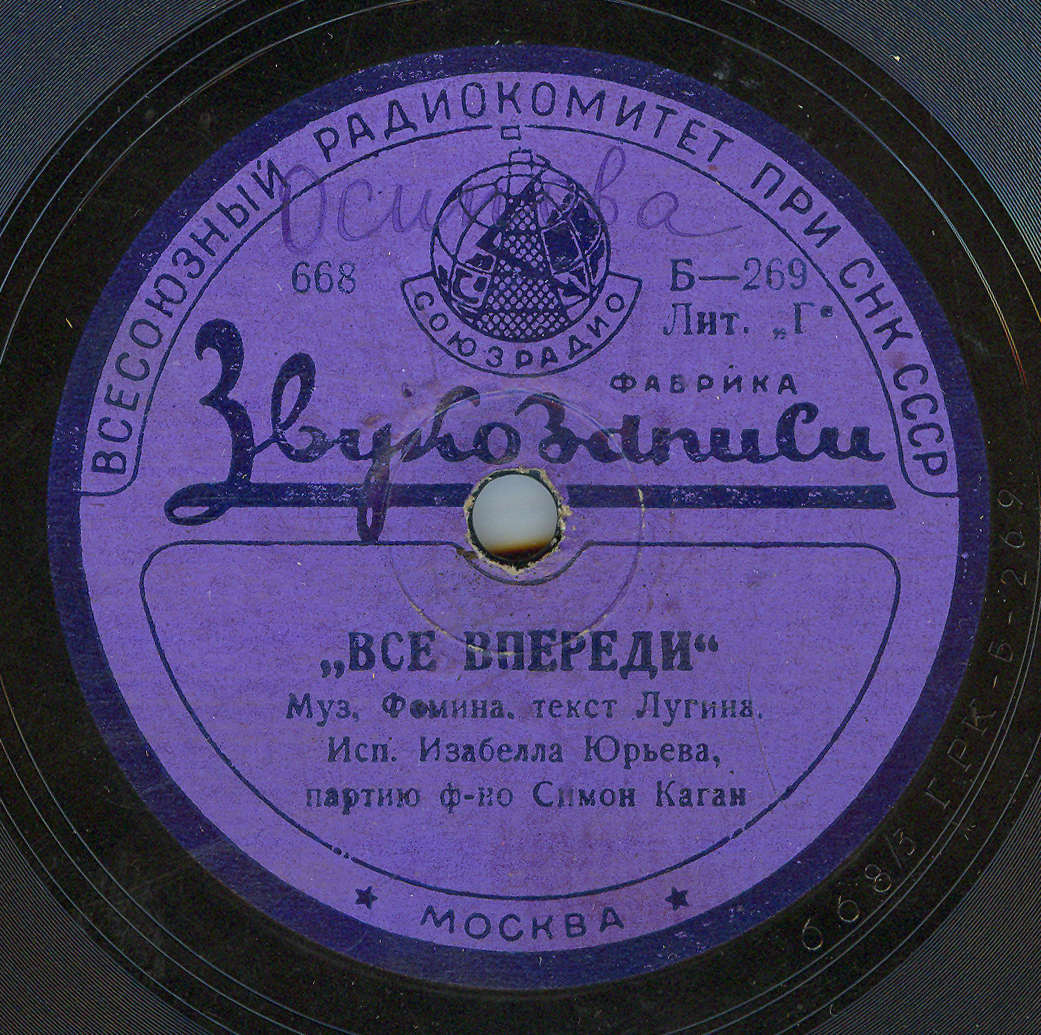 ВСЕСОЮЗНЫЙ РАДИОКОМИТЕТ ПРИ СНК СССР
Осипова
668
Б—269
Лит. „Г“
СОЮЗРАДИО
ФАБРИКА
Звукозаписи
„ВСЕ ВПЕРЕДИ“
Муз. Фомина. текст Лугина.
Исп. Изабелла Юрьева,
партию ф-но Симон Каган
МОСКВА
668/3 ГРК-Б-269